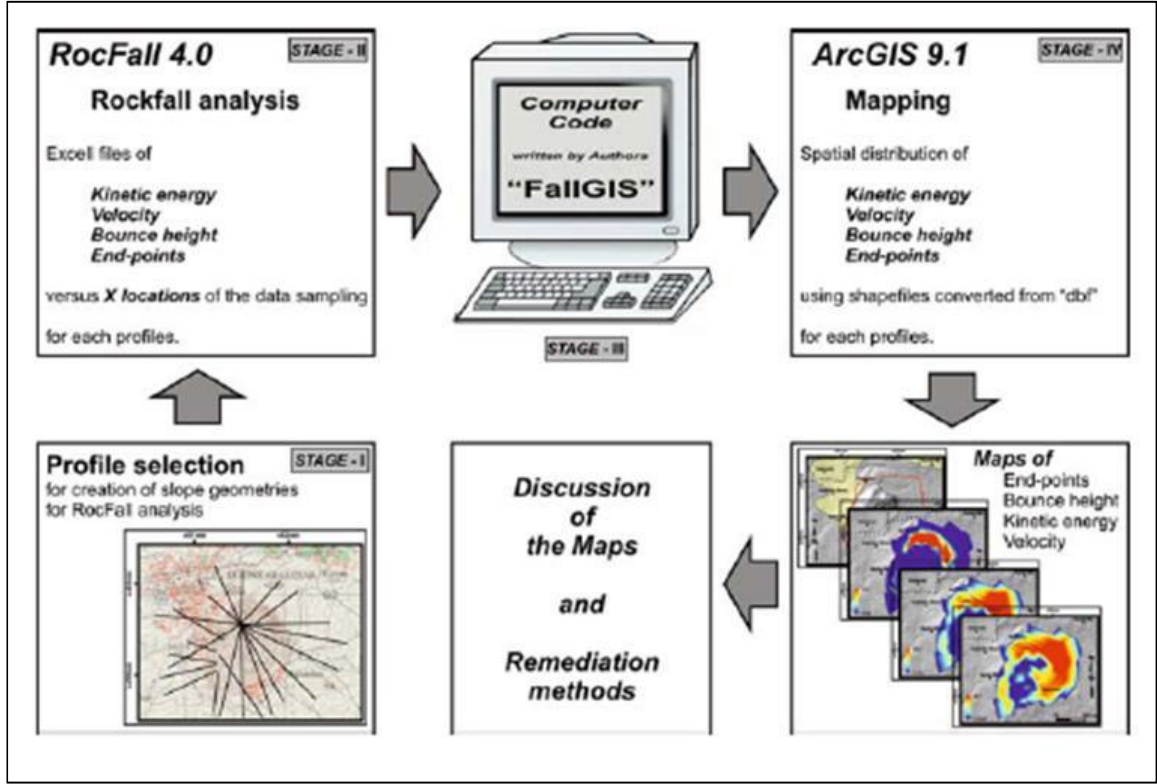 RocFall 4.0
STAGE - II
Rockfall analysis
Excell files of
Kinetic energy
Velocity
Bounce height
End-points
versus X locations of the data sampling
for each profiles.
Computer
Code
written by Authors
“FallGIS”
STAGE - III
ArcGIS 9.1
STAGE - IV
Mapping
Spatial distribution of
Kinetic energy
Velocity
Bounce height
End-points
using shapefiles converted from "dbf"
for each profiles.
Profile selection
STAGE - I
for creation of slope geometries
for RocFall analysis
Discussion
of
the Maps
and
Remediation
methods
Maps of
End-points
Bounce height
Kinetic energy
Velocity